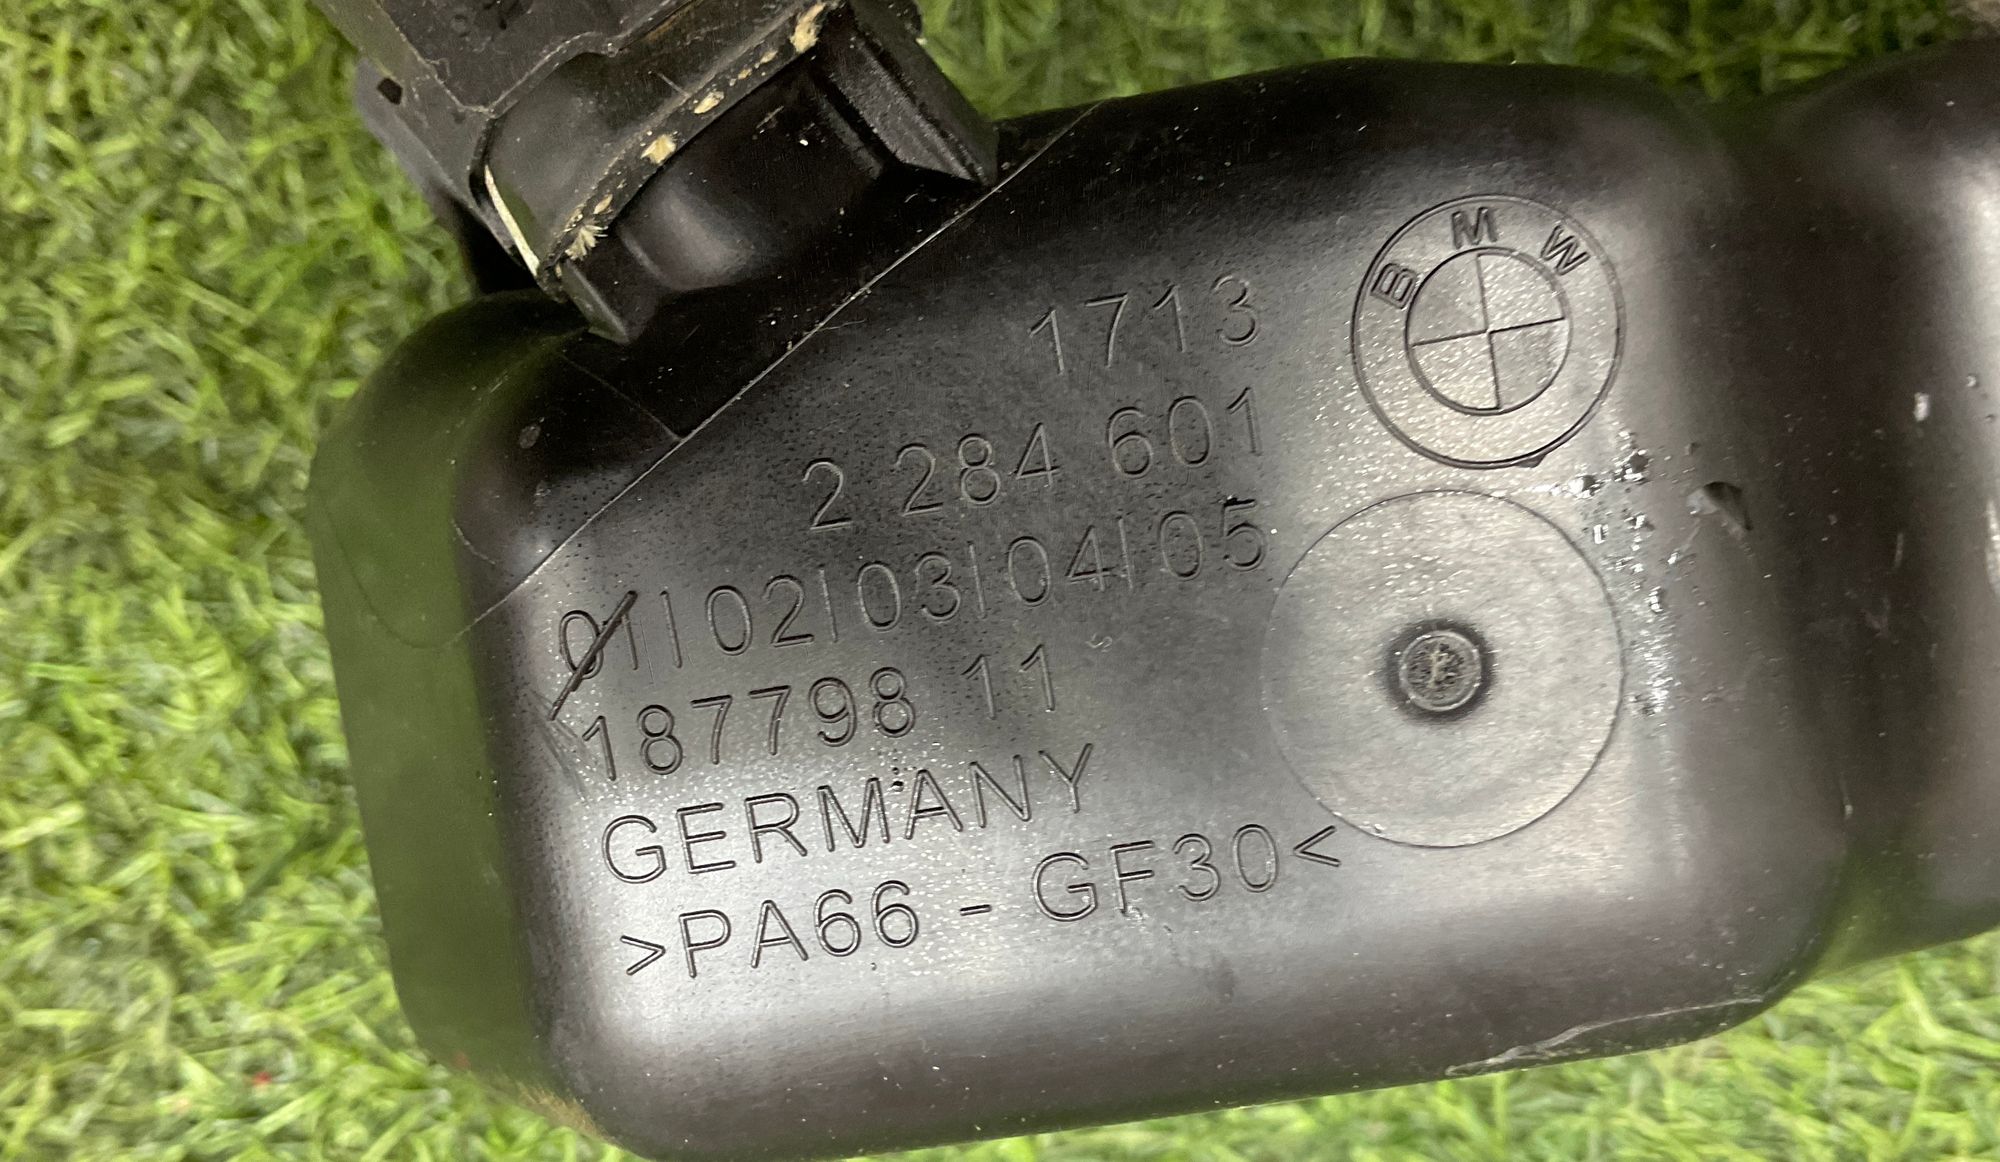 BMW
1713
2 284 601
01|02|03|04|05
187798 11
GERMANY
>PA66 - GF30<